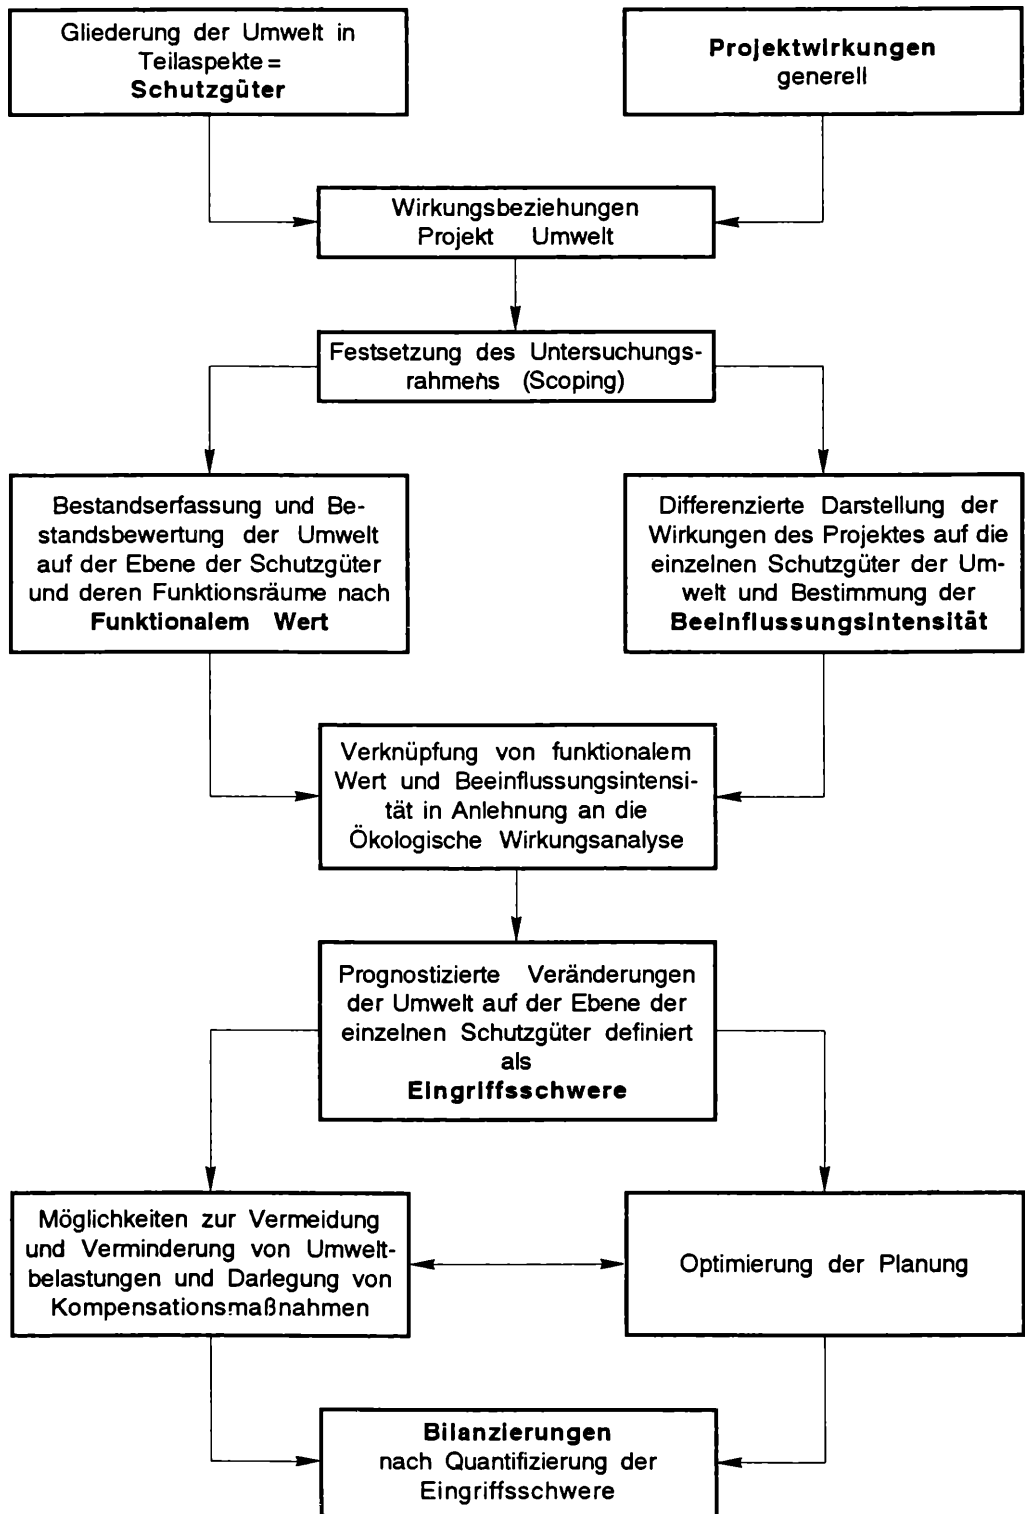 Gliederung der Umwelt in
Teilaspekte =
Schutzgüter
Projektwirkungen
generell
Wirkungsbeziehungen
Projekt Umwelt
Festsetzung des Untersuchungs-
rahmens (Scoping)
Bestandserfassung und Be-
standsbewertung der Umwelt
auf der Ebene der Schutzgüter
und deren Funktionsräume nach
Funktionalem Wert
Differenzierte Darstellung der
Wirkungen des Projektes auf die
einzelnen Schutzgüter der Um-
welt und Bestimmung der
Beeinflussungsintensität
Verknüpfung von funktionalem
Wert und Beeinflussungsintensi-
tät in Anlehnung an die
Ökologische Wirkungsanalyse
Prognostizierte Veränderungen
der Umwelt auf der Ebene der
einzelnen Schutzgüter definiert
als
Eingriffsschwere
Möglichkeiten zur Vermeidung
und Verminderung von Umwelt-
belastungen und Darlegung von
Kompensationsmaßnahmen
Optimierung der Planung
Bilanzierungen
nach Quantifizierung der
Eingriffsschwere